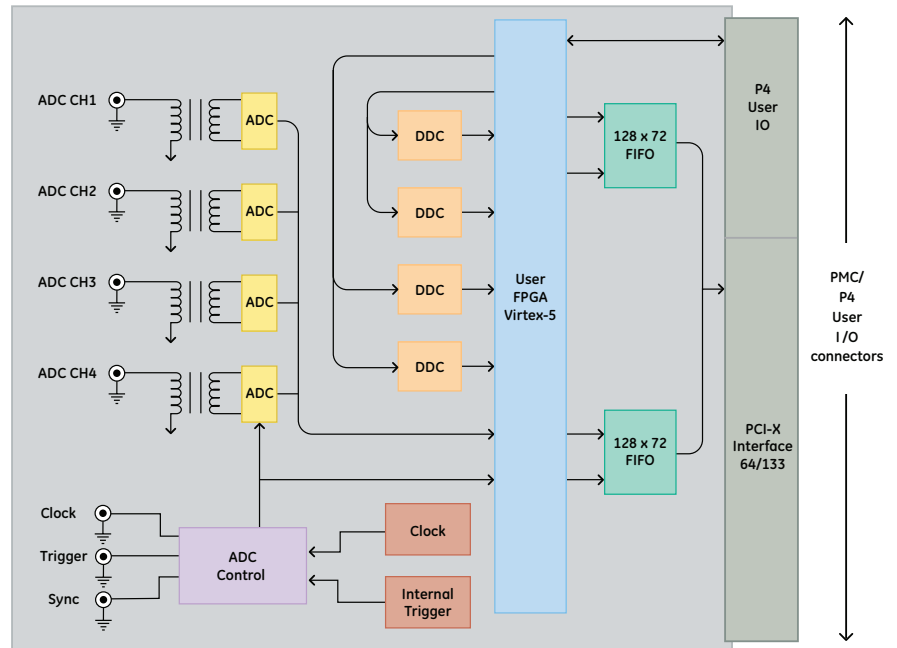 ADC CH1
ADC
ADC CH2
ADC
ADC CH3
ADC
ADC CH4
ADC
DDC
DDC
DDC
DDC
User
FPGA
Virtex-5
128 x 72
FIFO
128 x 72
FIFO
P4
User
IO
PCI-X
Interface
64/133
PMC/
P4
User
I/O
connectors
Clock
Trigger
Sync
ADC
Control
Clock
Internal
Trigger